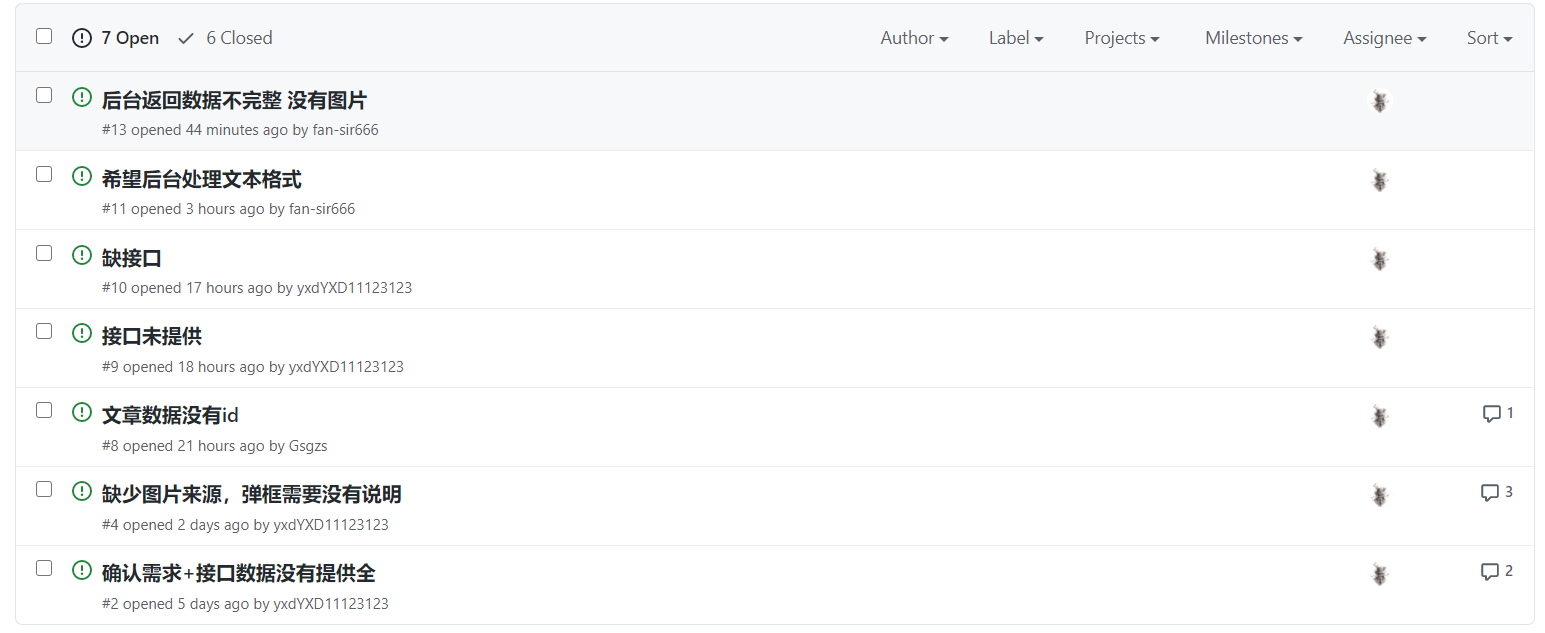 7 Open 6 Closed Author Label Projects Milestones Assignee Sort
后台返回数据不完整 没有图片
#13 opened 44 minutes ago by fan-sir666
希望后台处理文本格式
#11 opened 3 hours ago by fan-sir666
缺接口
#10 opened 17 hours ago by yxdYXD11123123
接口未提供
#9 opened 18 hours ago by yxdYXD11123123
文章数据没有id 1
#8 opened 21 hours ago by Gsgzs
缺少图片来源，弹框需要没有说明 3
#4 opened 2 days ago by yxdYXD11123123
确认需求+接口数据没有提供全 2
#2 opened 5 days ago by yxdYXD11123123